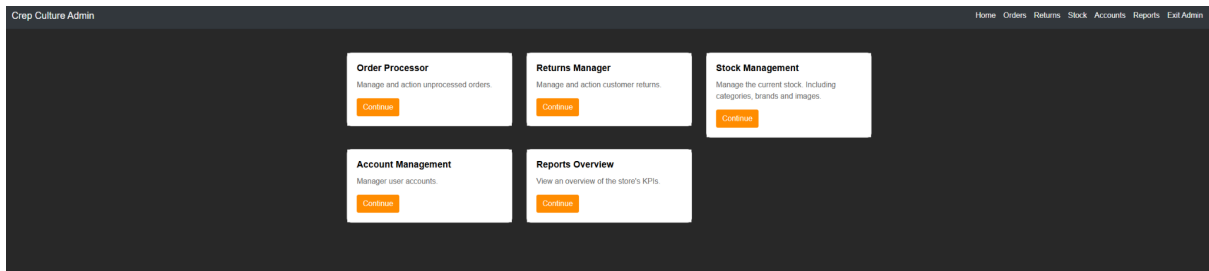 Crep Culture Admin
Home Orders Returns Stock Accounts Reports Exit Admin
Order Processor
Manage and action unprocessed orders.
Continue
Returns Manager
Manage and action customer returns.
Continue
Stock Management
Manage the current stock. Including
categories, brands and images.
Continue
Account Management
Manager user accounts.
Continue
Reports Overview
View an overview of the store's KPIs.
Continue